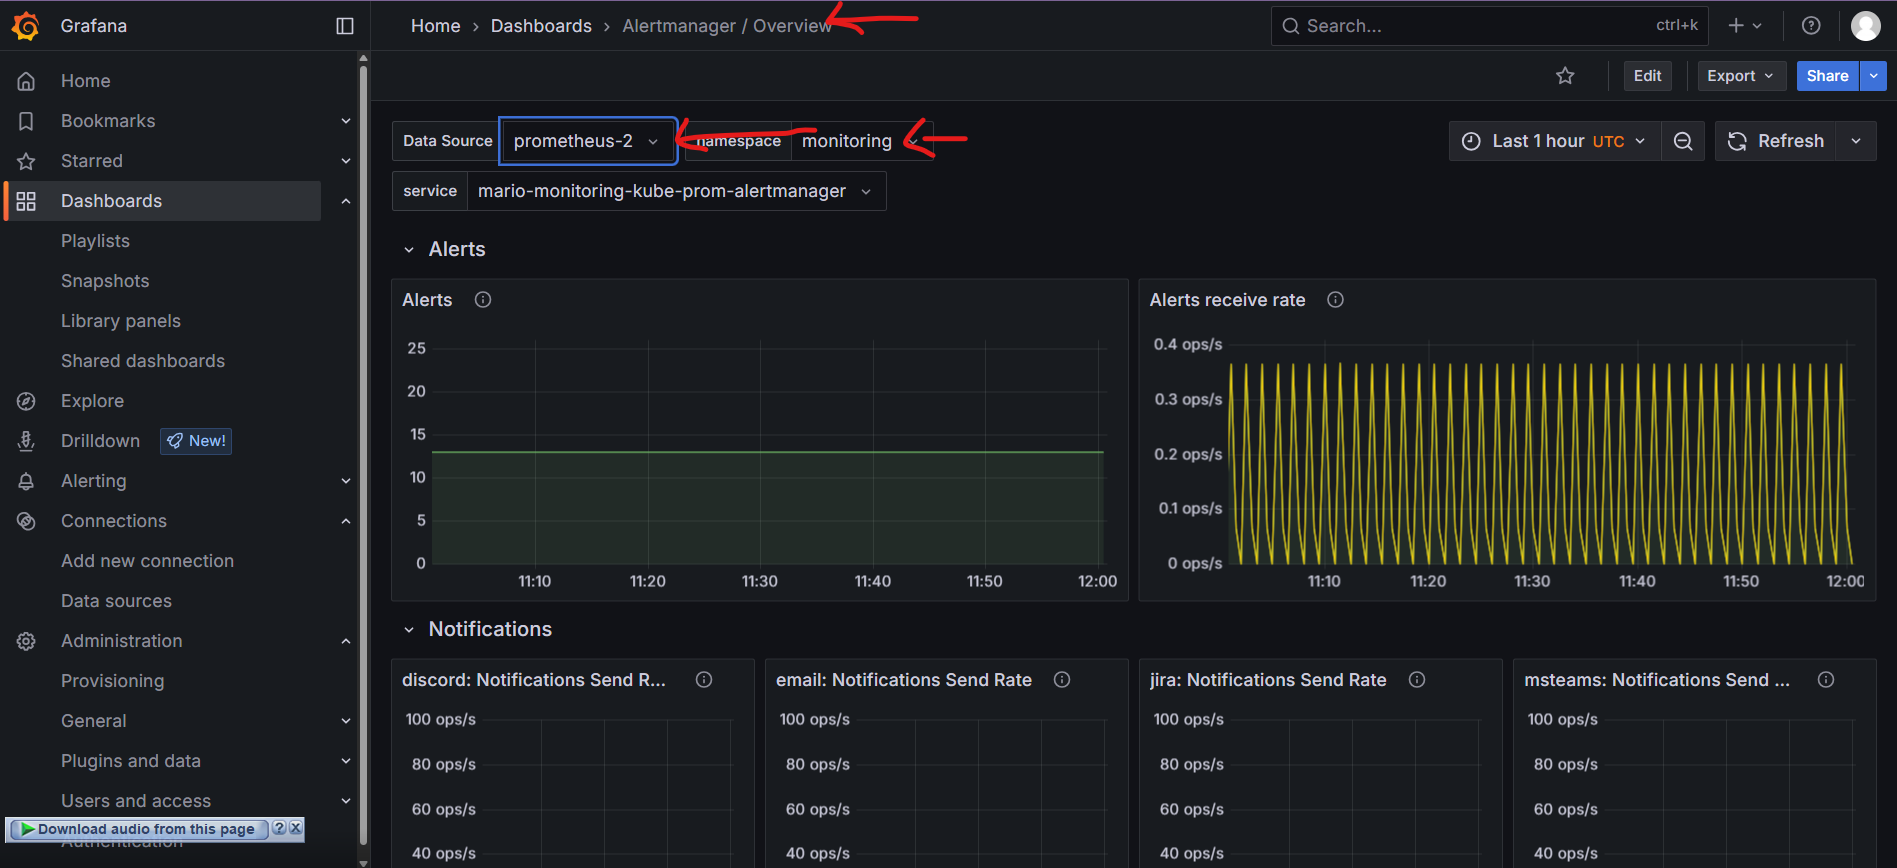 Grafana
Home › Dashboards › Alertmanager / Overview
Search...
ctrl+k
Home
Bookmarks
Starred
Dashboards
Playlists
Snapshots
Library panels
Shared dashboards
Explore
Drilldown
New!
Alerting
Connections
Add new connection
Data sources
Administration
Provisioning
General
Plugins and data
Users and access
Authentication
Download audio from this page
? X
Edit
Export
Share
Data Source
prometheus-2
namespace
monitoring
Last 1 hour UTC
Refresh
service
mario-monitoring-kube-prom-alertmanager
Alerts
Alerts
25
20
15
10
5
0
11:10
11:20
11:30
11:40
11:50
12:00
Alerts receive rate
0.4 ops/s
0.3 ops/s
0.2 ops/s
0.1 ops/s
0 ops/s
11:10
11:20
11:30
11:40
11:50
12:00
Notifications
discord: Notifications Send R...
100 ops/s
80 ops/s
60 ops/s
40 ops/s
email: Notifications Send Rate
100 ops/s
80 ops/s
60 ops/s
40 ops/s
jira: Notifications Send Rate
100 ops/s
80 ops/s
60 ops/s
40 ops/s
msteams: Notifications Send ...
100 ops/s
80 ops/s
60 ops/s
40 ops/s